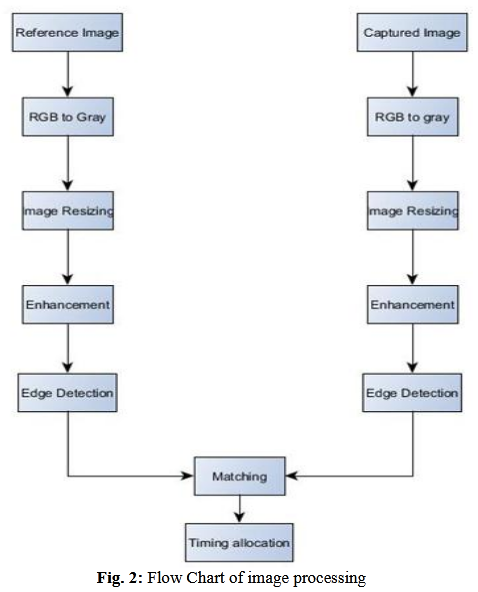 Reference Image
Captured Image
RGB to Gray
RGB to gray
Image Resizing
Image Resizing
Enhancement
Enhancement
Edge Detection
Edge Detection
Matching
Timing allocation
Fig. 2: Flow Chart of image processing